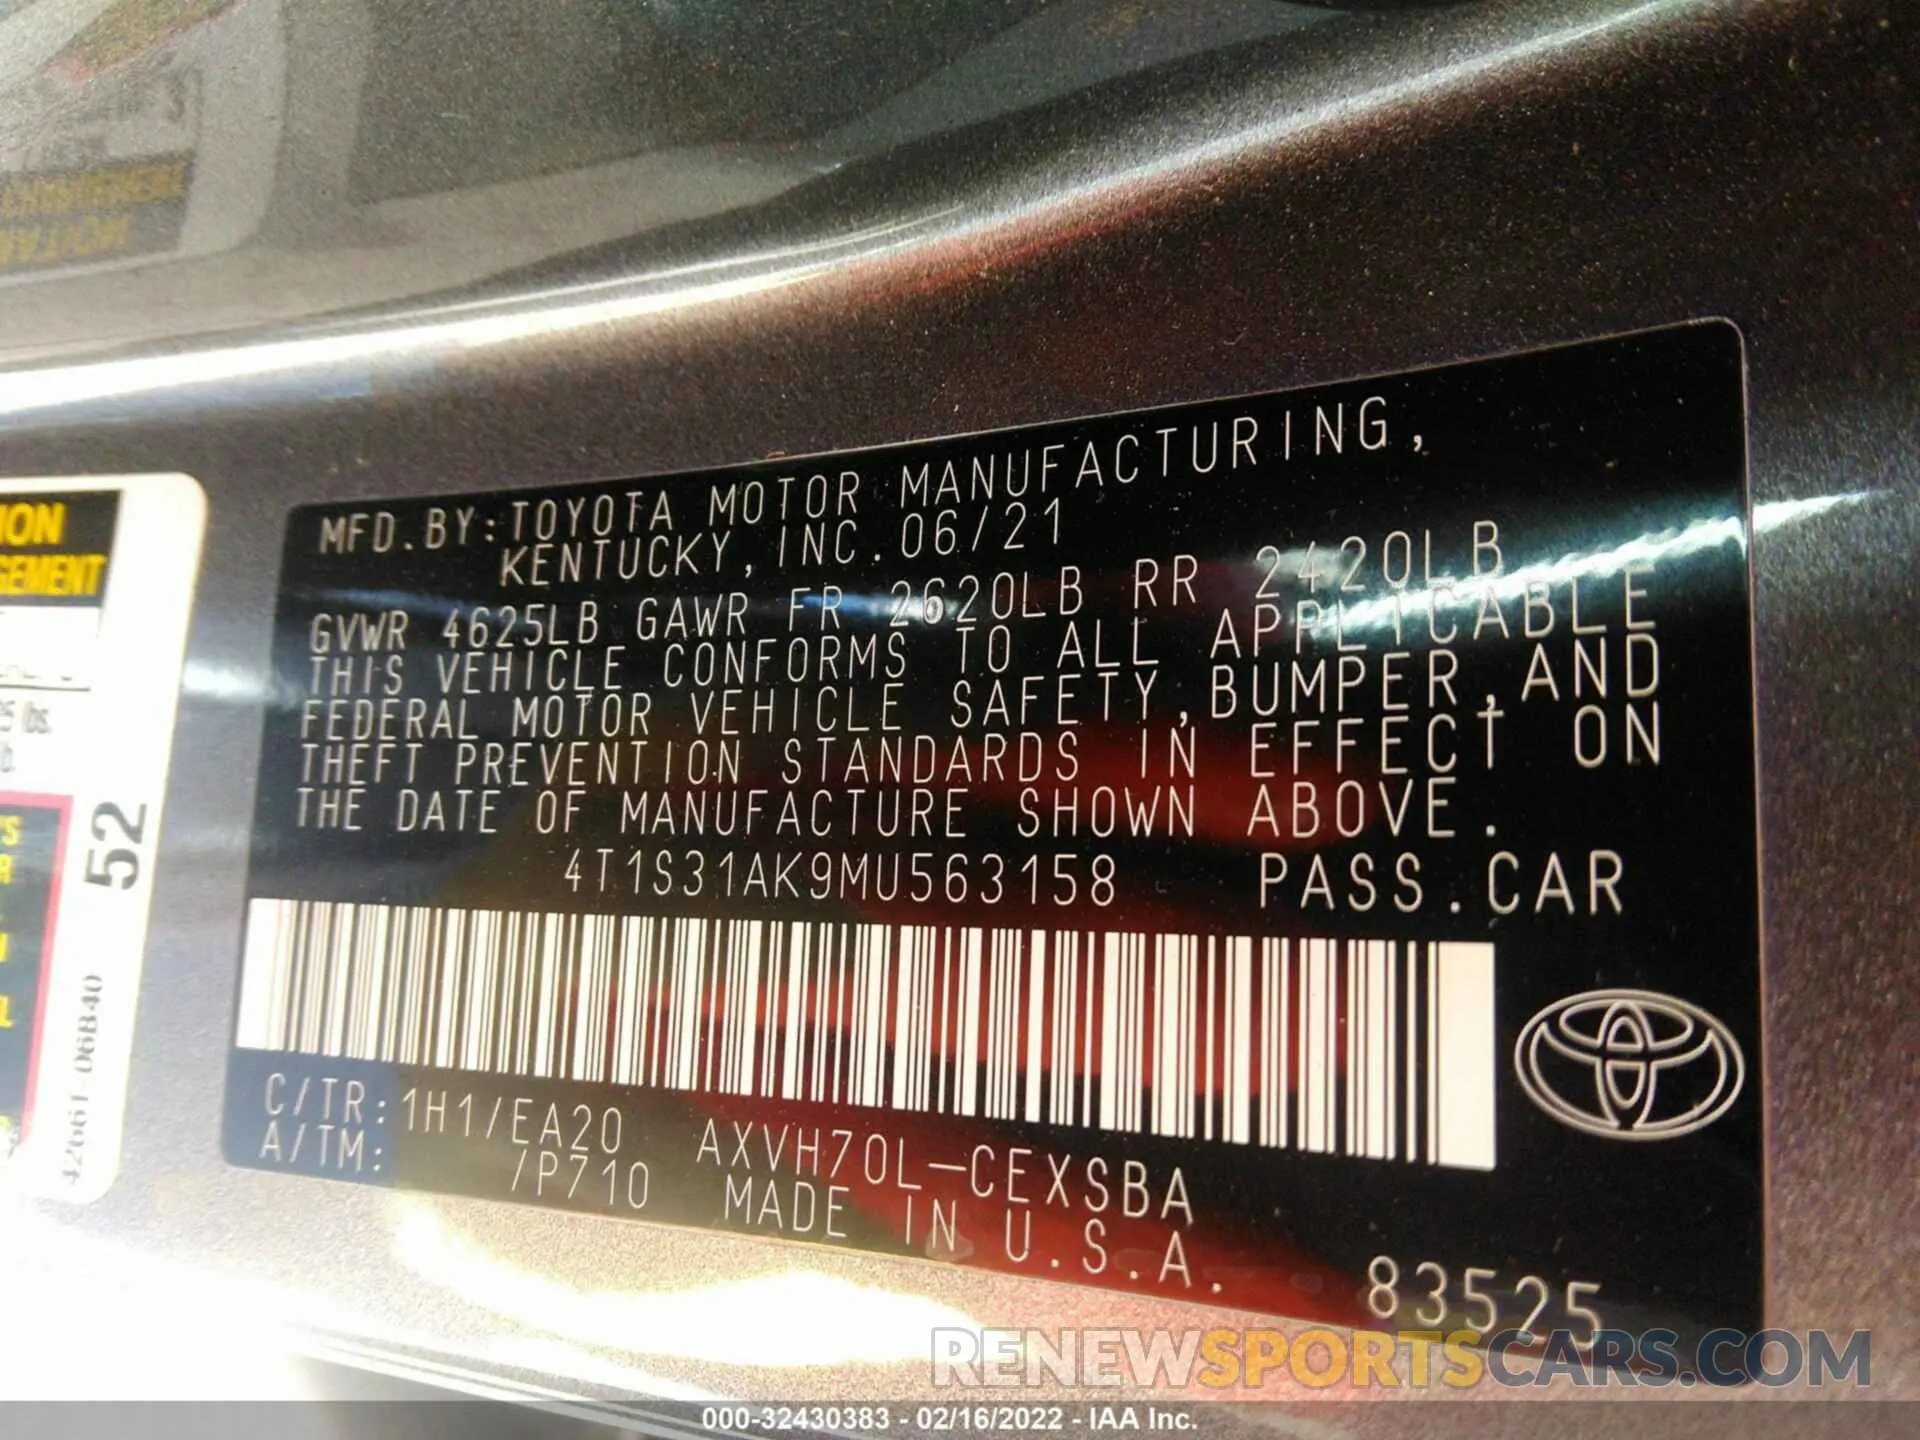 MFD.BY:TOYOTA MOTOR MANUFACTURING,
KENTUCKY, INC. 06/21
GVWR 4625LB GAWR FR 2620LB RR 2420LB
THIS VEHICLE CONFORMS TO ALL APPLICABLE
FEDERAL MOTOR VEHICLE SAFETY, BUMPER, AND
THEFT PREVENTION STANDARDS IN EFFECT ON
THE DATE OF MANUFACTURE SHOWN ABOVE.
4T1S31AK9MU563158 PASS.CAR
C/TR:1H1/EA20 AXVH70L-CEXSBA
A/TM: /P710 MADE IN U.S.A.
83525
52
42661-06B40
RENEWSPORTSCARS.COM
000-32430383 - 02/16/2022 - IAA Inc.